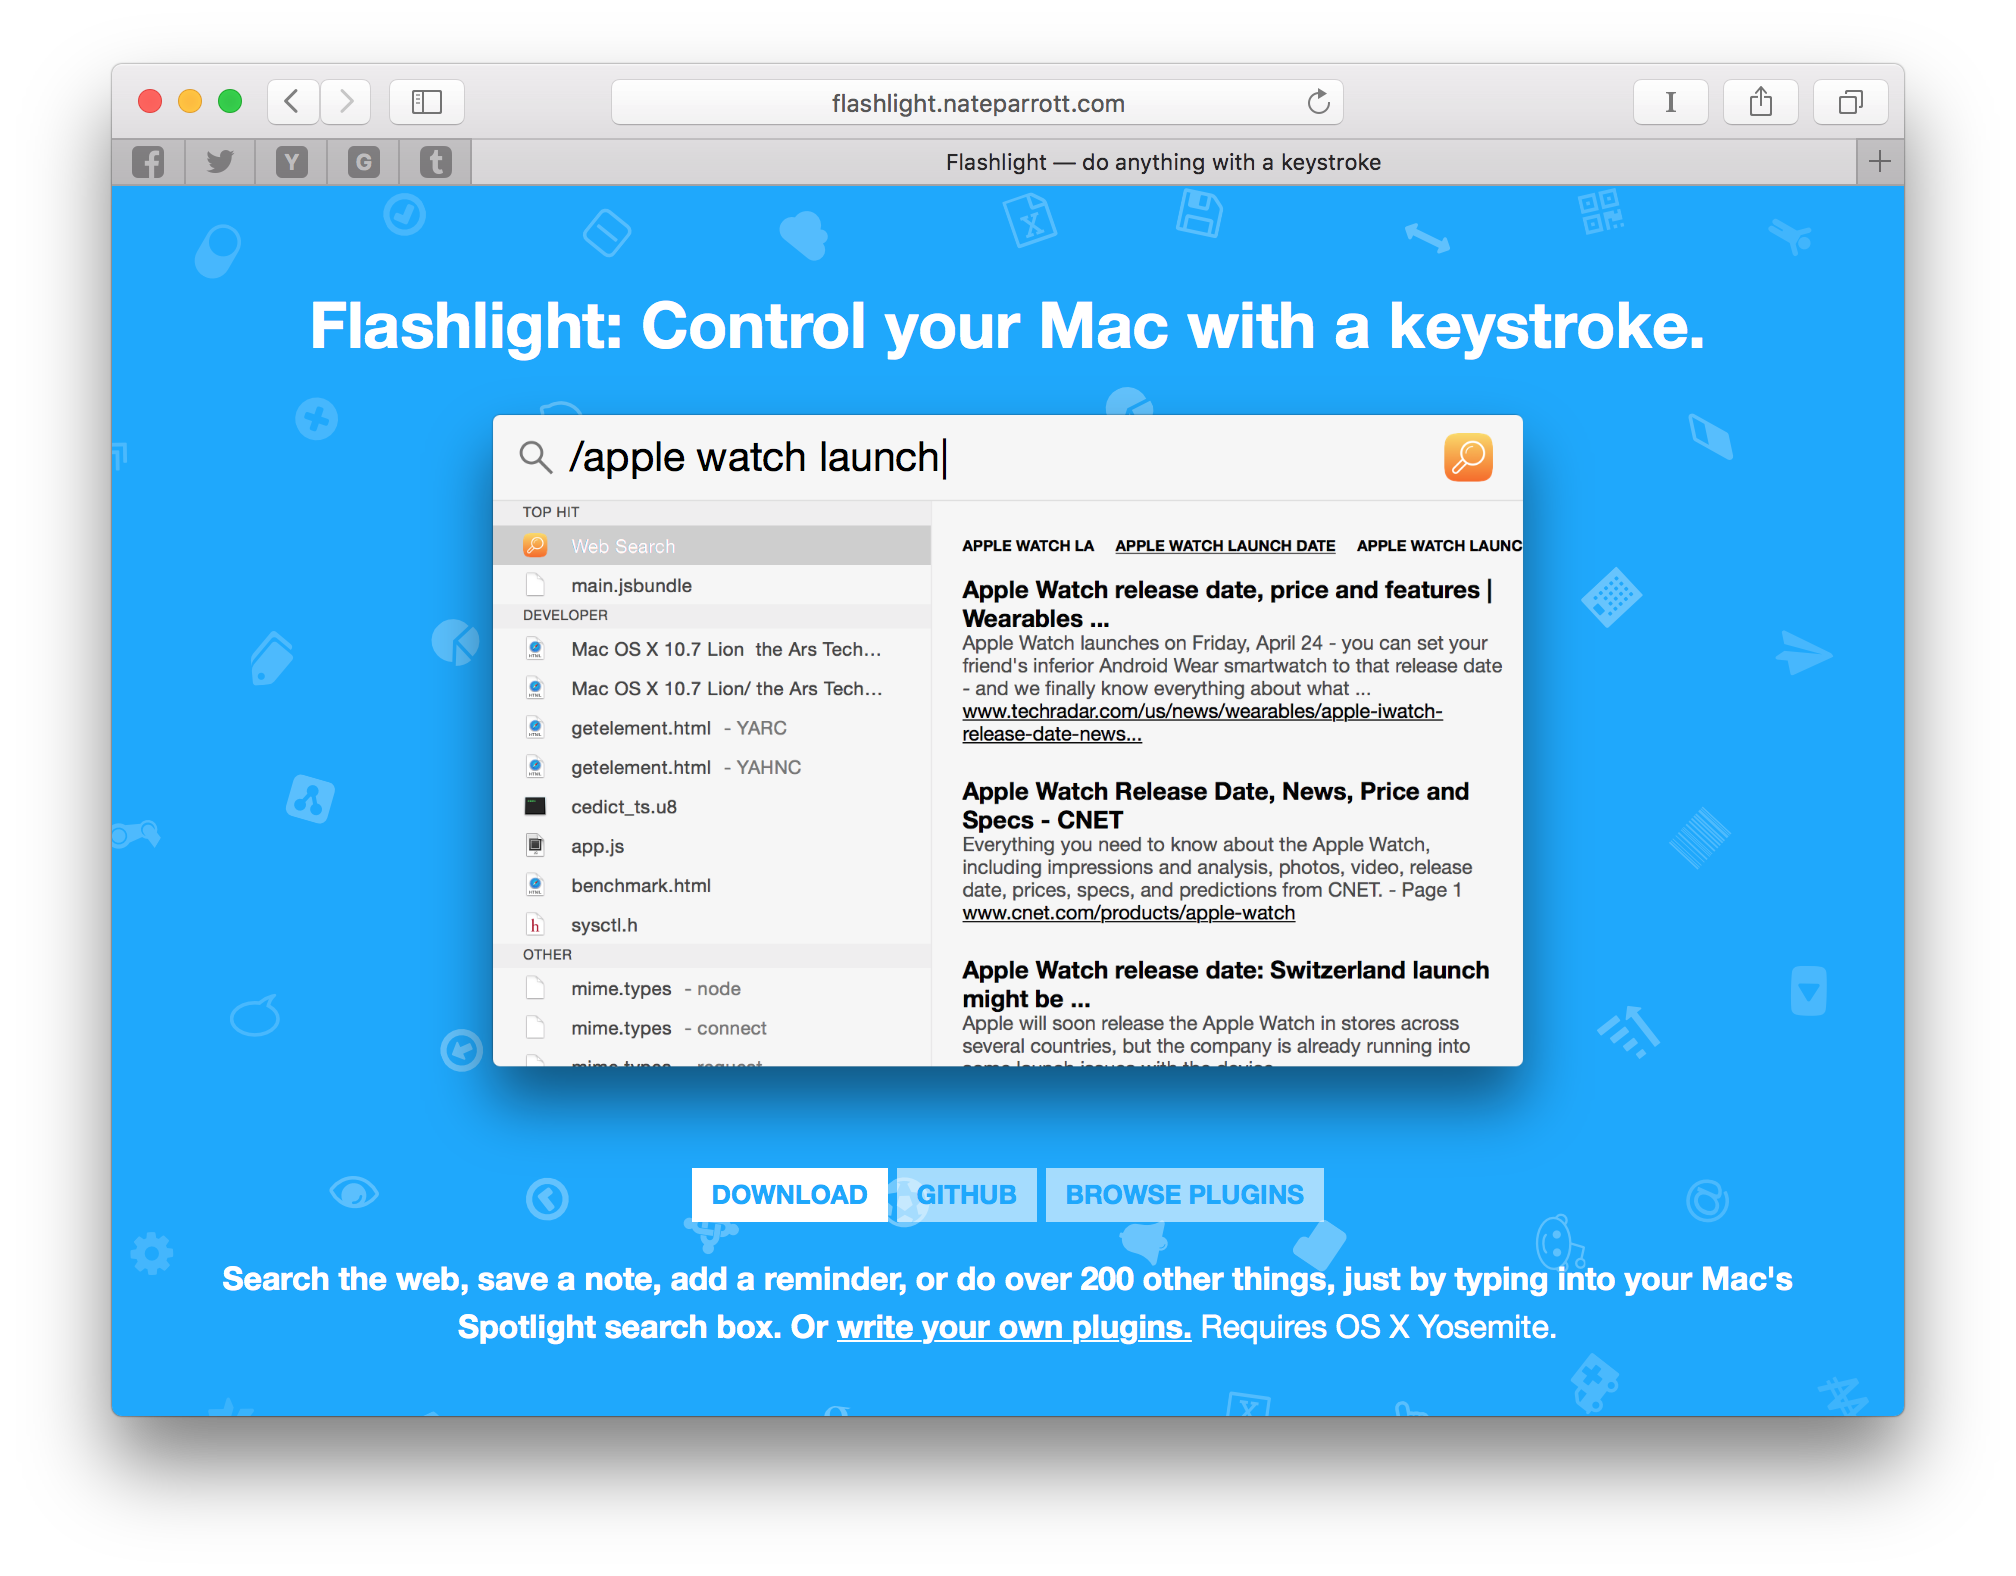 flashlight.nateparrott.com
I
Y
G
t
Flashlight — do anything with a keystroke
Flashlight: Control your Mac with a keystroke.
/apple watch launch
TOP HIT
Web Search
main.jsbundle
DEVELOPER
Mac OS X 10.7 Lion  the Ars Tech...
Mac OS X 10.7 Lion/ the Ars Tech...
getelement.html - YARC
getelement.html - YAHNC
cedict_ts.u8
app.js
benchmark.html
h sysctl.h
OTHER
mime.types - node
mime.types - connect
mime.types - request
APPLE WATCH LA APPLE WATCH LAUNCH DATE APPLE WATCH LAUNC
Apple Watch release date, price and features |
Wearables ...
Apple Watch launches on Friday, April 24 - you can set your
friend's inferior Android Wear smartwatch to that release date
- and we finally know everything about what ...
www.techradar.com/us/news/wearables/apple-iwatch-
release-date-news...
Apple Watch Release Date, News, Price and
Specs - CNET
Everything you need to know about the Apple Watch,
including impressions and analysis, photos, video, release
date, prices, specs, and predictions from CNET. - Page 1
www.cnet.com/products/apple-watch
Apple Watch release date: Switzerland launch
might be ...
Apple will soon release the Apple Watch in stores across
several countries, but the company is already running into
some launch issues with the device
DOWNLOAD GITHUB BROWSE PLUGINS
Search the web, save a note, add a reminder, or do over 200 other things, just by typing into your Mac's
Spotlight search box. Or write your own plugins. Requires OS X Yosemite.